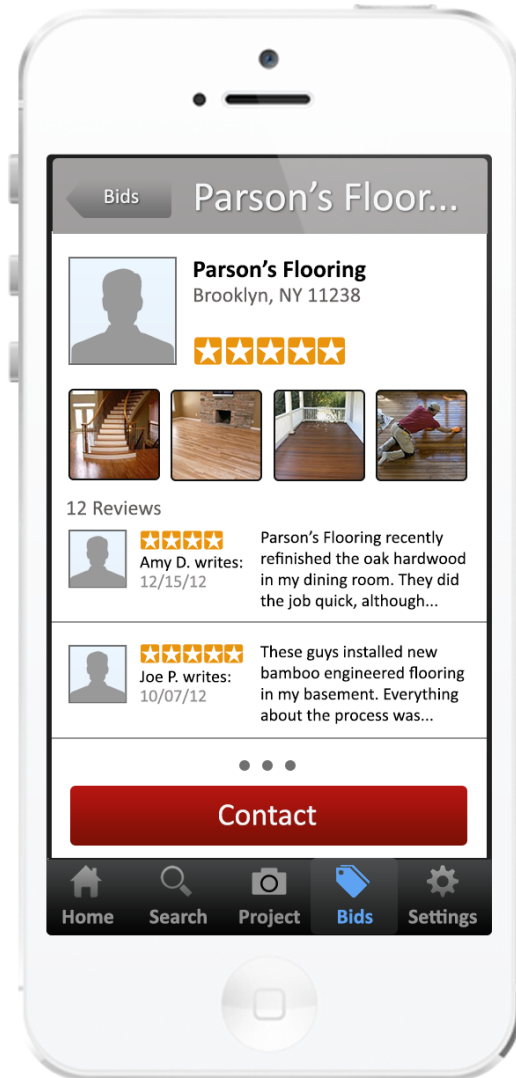 Bids
Parson’s Floor...
Parson’s Flooring
Brooklyn, NY 11238
12 Reviews
Amy D. writes:
12/15/12
Parson’s Flooring recently
refinished the oak hardwood
in my dining room. They did
the job quick, although...
Joe P. writes:
10/07/12
These guys installed new
bamboo engineered flooring
in my basement. Everything
about the process was...
Contact
Home
Search
Project
Bids
Settings